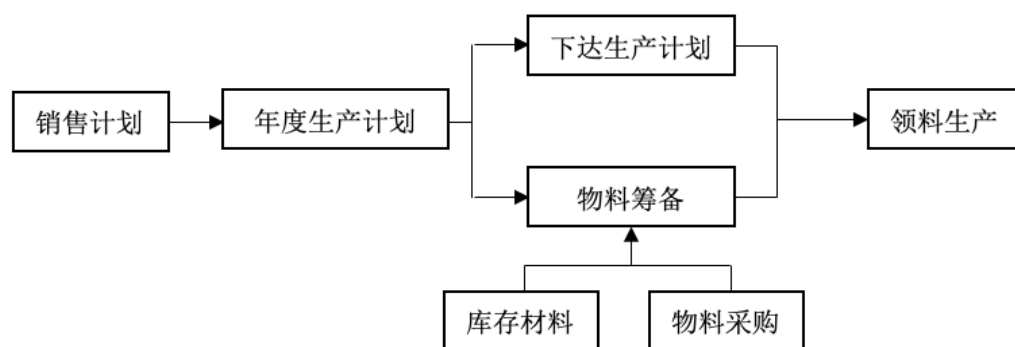 下达生产计划
销售计划
年度生产计划
领料生产
物料筹备
库存材料
物料采购